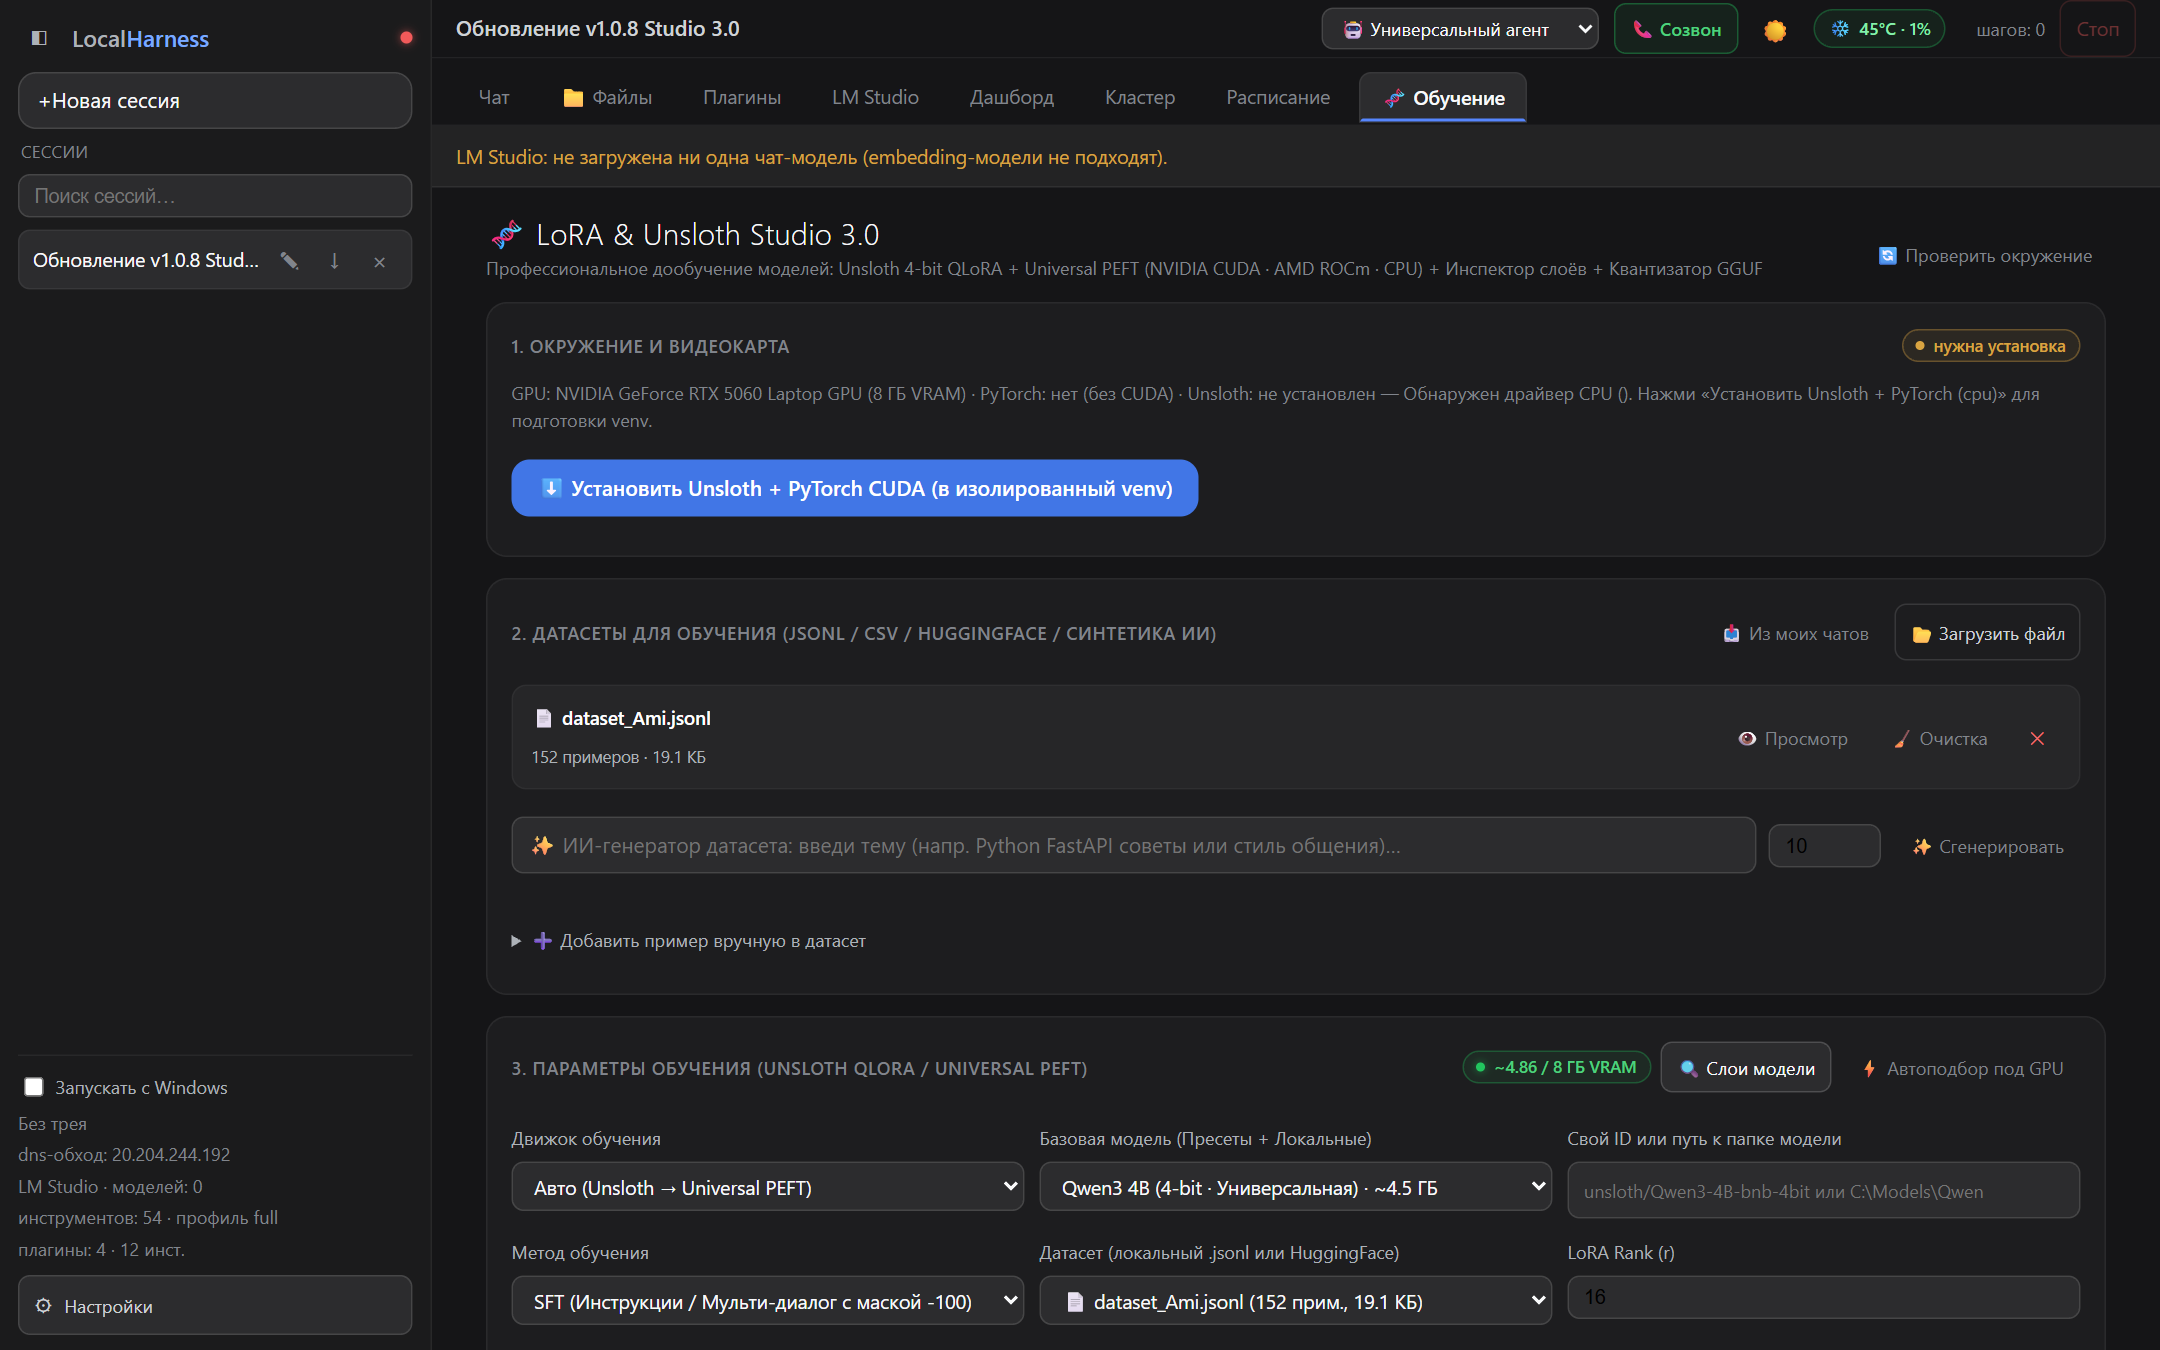 LocalHarness
+Новая сессия
СЕССИИ
Поиск сессий...
Обновление v1.0.8 Stud...
Запускать с Windows
Без трея
dns-обход: 20.204.244.192
LM Studio · моделей: 0
инструментов: 54 · профиль full
плагины: 4 · 12 инст.
Настройки
Обновление v1.0.8 Studio 3.0
Универсальный агент
Созвон
45°C · 1%
шагов: 0
Стоп
Чат
Файлы
Плагины
LM Studio
Дашборд
Кластер
Расписание
Обучение
LM Studio: не загружена ни одна чат-модель (embedding-модели не подходят).
LoRA & Unsloth Studio 3.0
Профессиональное дообучение моделей: Unsloth 4-bit QLoRA + Universal PEFT (NVIDIA CUDA · AMD ROCm · CPU) + Инспектор слоёв + Квантизатор GGUF
Проверить окружение
1. ОКРУЖЕНИЕ И ВИДЕОКАРТА
нужна установка
GPU: NVIDIA GeForce RTX 5060 Laptop GPU (8 ГБ VRAM) · PyTorch: нет (без CUDA) · Unsloth: не установлен — Обнаружен драйвер CPU (). Нажми «Установить Unsloth + PyTorch (cpu)» для
подготовки venv.
Установить Unsloth + PyTorch CUDA (в изолированный venv)
2. ДАТАСЕТЫ ДЛЯ ОБУЧЕНИЯ (JSONL / CSV / HUGGINGFACE / СИНТЕТИКА ИИ)
Из моих чатов
Загрузить файл
dataset_Ami.jsonl
152 примеров · 19.1 КБ
Просмотр
Очистка
ИИ-генератор датасета: введи тему (напр. Python FastAPI советы или стиль общения)...
10
Сгенерировать
Добавить пример вручную в датасет
3. ПАРАМЕТРЫ ОБУЧЕНИЯ (UNSLOTH QLORA / UNIVERSAL PEFT)
~4.86 / 8 ГБ VRAM
Слои модели
Автоподбор под GPU
Движок обучения
Базовая модель (Пресеты + Локальные)
Свой ID или путь к папке модели
Авто (Unsloth → Universal PEFT)
Qwen3 4B (4-bit · Универсальная) · ~4.5 ГБ
unsloth/Qwen3-4B-bnb-4bit или C:\Models\Qwen
Метод обучения
Датасет (локальный .jsonl или HuggingFace)
LoRA Rank (r)
SFT (Инструкции / Мульти-диалог с маской -100)
dataset_Ami.jsonl (152 прим., 19.1 КБ)
16